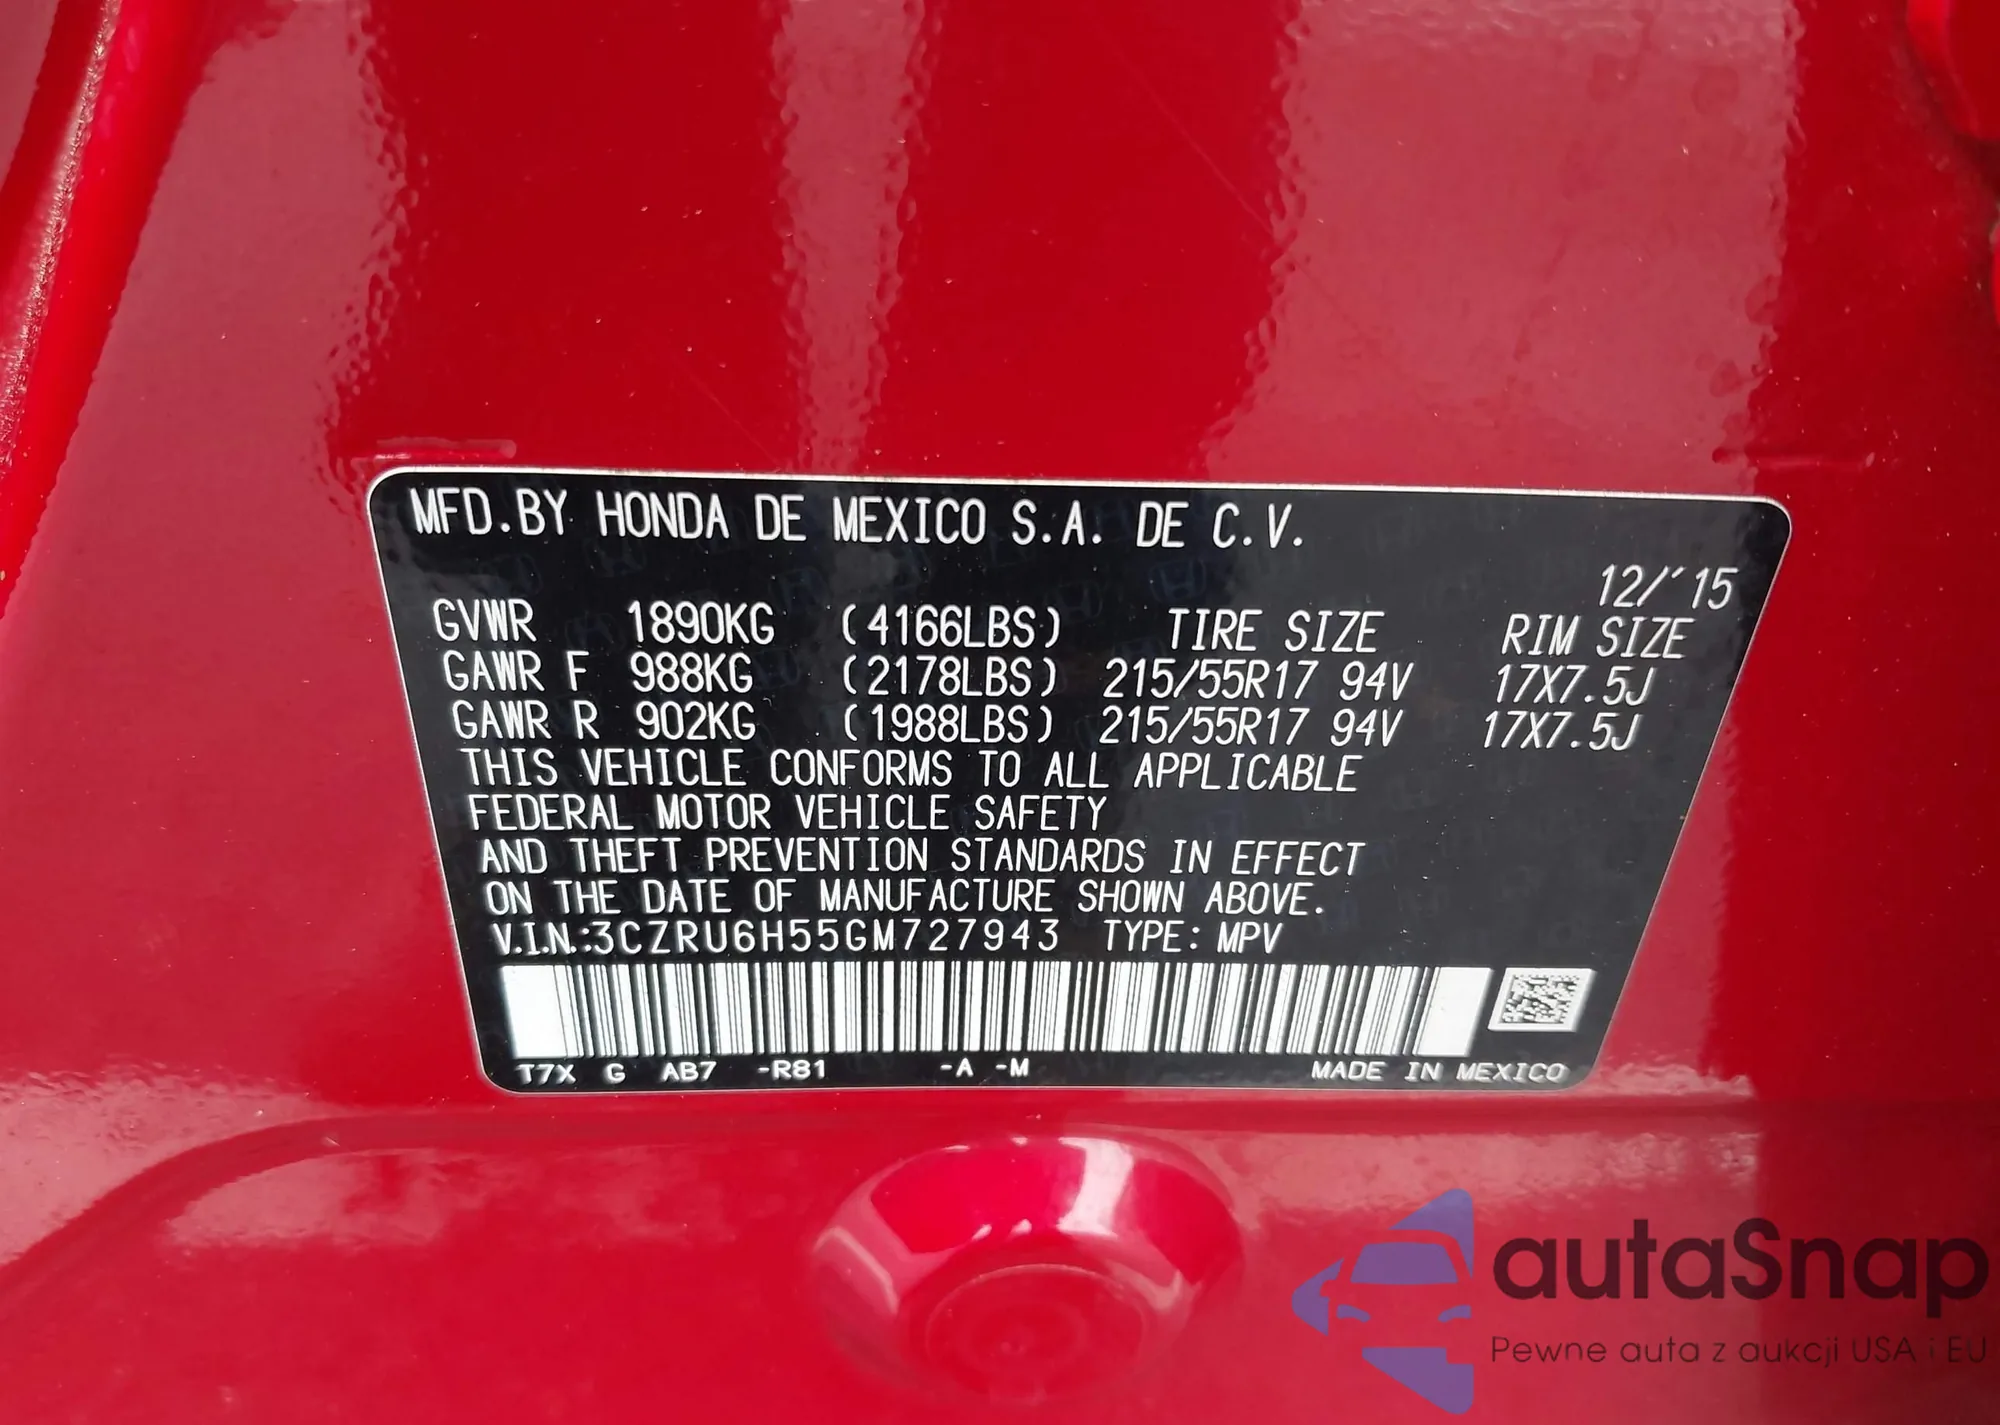 MFD.BY HONDA DE MEXICO S.A. DE C.V.
12/'15
GVWR 1890KG (4166LBS) TIRE SIZE RIM SIZE
GAWR F 988KG (2178LBS) 215/55R17 94V 17X7.5J
GAWR R 902KG (1988LBS) 215/55R17 94V 17X7.5J
THIS VEHICLE CONFORMS TO ALL APPLICABLE
FEDERAL MOTOR VEHICLE SAFETY
AND THEFT PREVENTION STANDARDS IN EFFECT
ON THE DATE OF MANUFACTURE SHOWN ABOVE.
V.I.N.:3CZRU6H55GM727943 TYPE: MPV
T7X G AB7 -R81 -A -M MADE IN MEXICO
autaSnap
Pewne auta z aukcji USA i EU